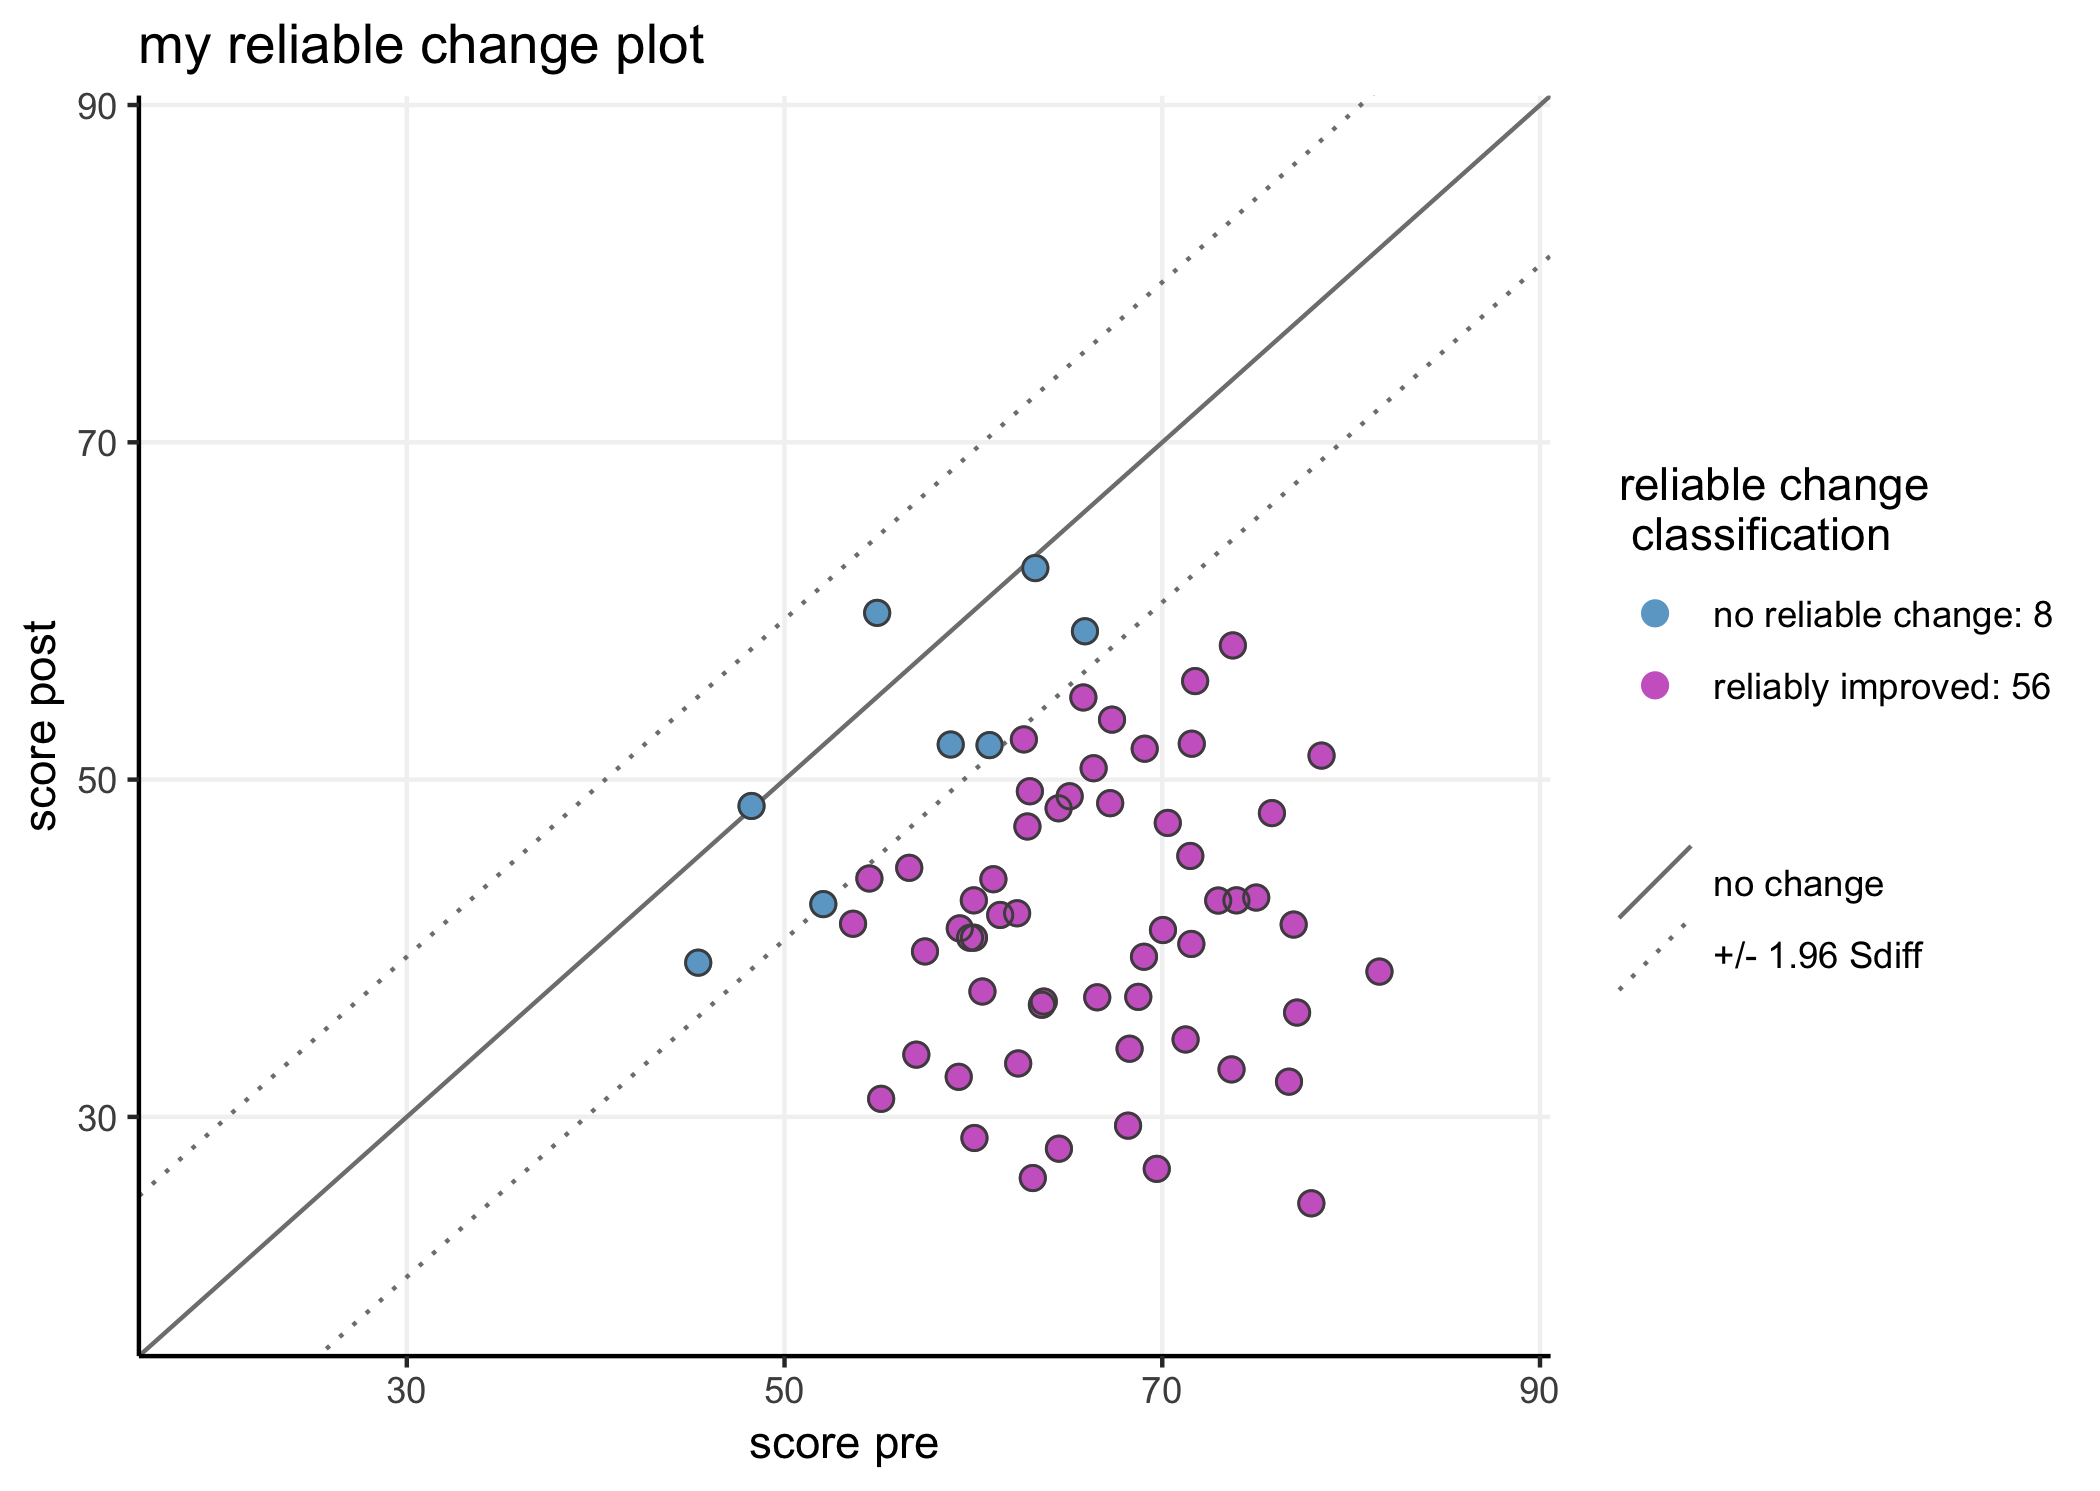 my reliable change plot
90
70
50
30
score post
30
50
70
90
score pre
reliable change
classification
no reliable change: 8
reliably improved: 56
no change
+/- 1.96 Sdiff